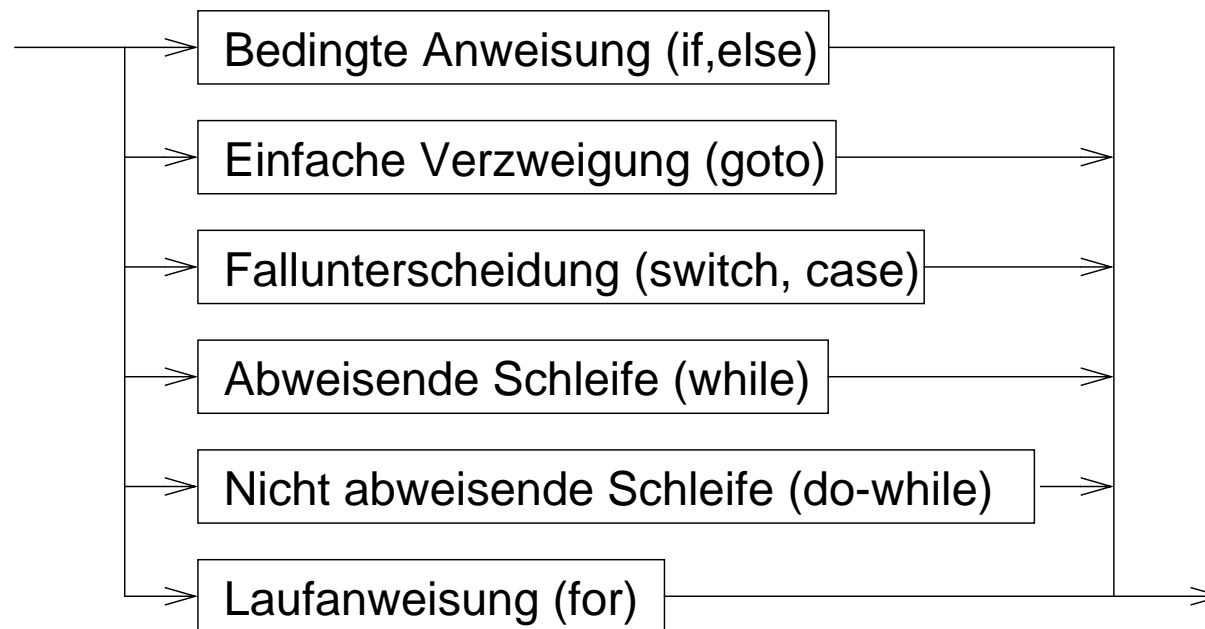 Bedingte Anweisung (if,else)
Einfache Verzweigung (goto)
Fallunterscheidung (switch, case)
Abweisende Schleife (while)
Nicht abweisende Schleife (do-while)
Laufanweisung (for)